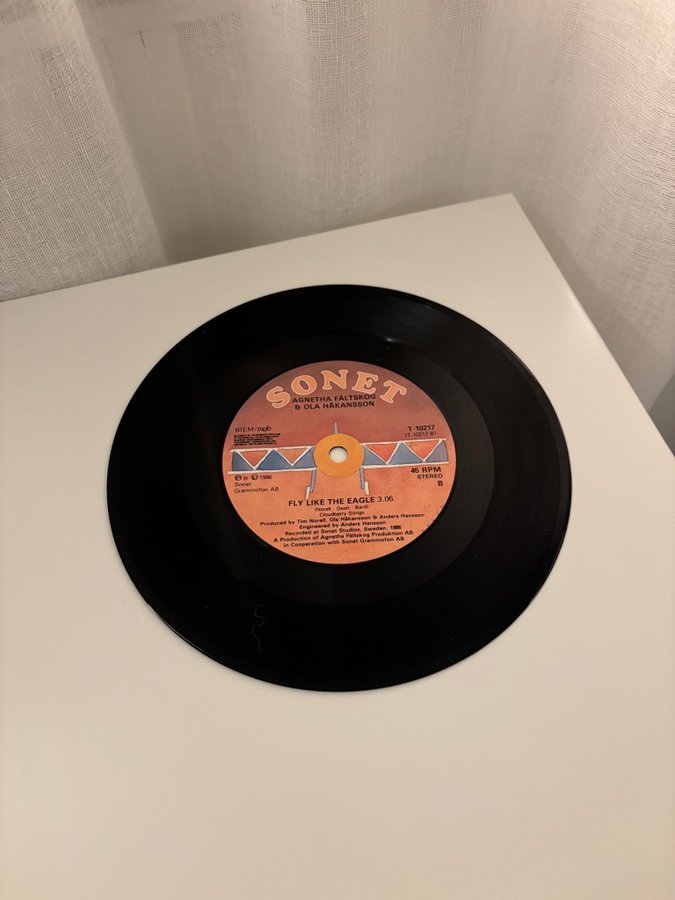 SONET
AGNETHA FÄLTSKOG
& OLA HÅKANSSON
BIEM/n©b
T-10217
(T-10217 B)
45 RPM
STEREO
B
℗ & © 1986
Sonet
Grammofon AB
FLY LIKE THE EAGLE 3.06
(Norell - Oson - Bard)
Cloudberry Songs
Produced by Tim Norell, Ola Håkansson & Anders Hansson
Engineered by Anders Hansson
Recorded at Sonet Studios, Sweden, 1986
A Production of Agnetha Fältskog Produktion AB
in Cooperation with Sonet Grammofon AB